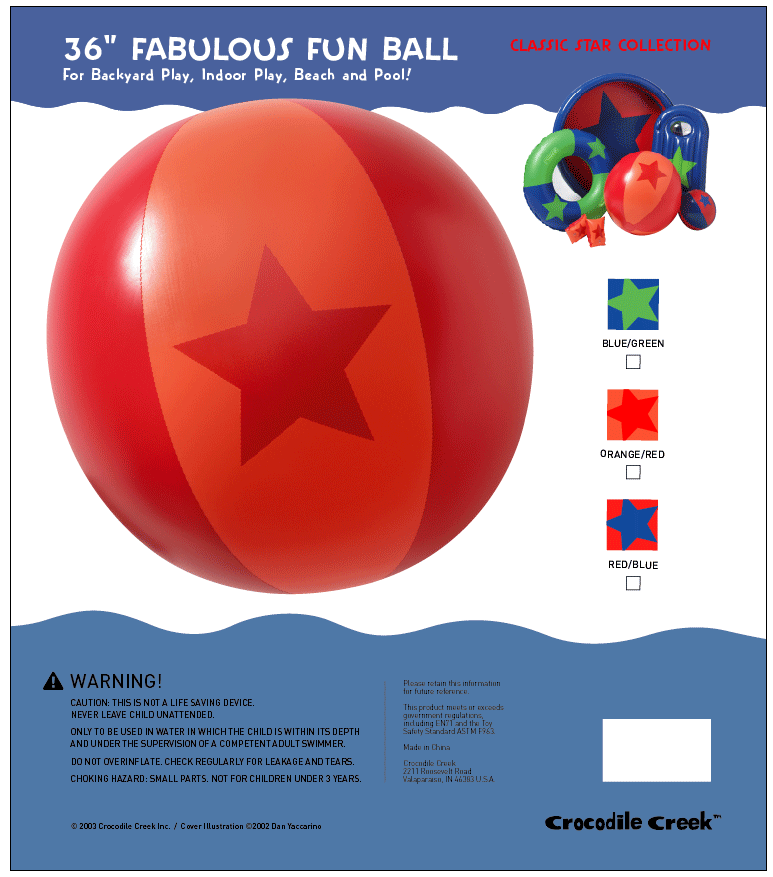 36" FABULOUS FUN BALL
For Backyard Play, Indoor Play, Beach and Pool!
CLASSIC STAR COLLECTION
BLUE/GREEN
ORANGE/RED
RED/BLUE
WARNING!
CAUTION: THIS IS NOT A LIFE SAVING DEVICE.
NEVER LEAVE CHILD UNATTENDED.
ONLY TO BE USED IN WATER IN WHICH THE CHILD IS WITHIN ITS DEPTH
AND UNDER THE SUPERVISION OF A COMPETENT ADULT SWIMMER.
DO NOT OVERINFLATE. CHECK REGULARLY FOR LEAKAGE AND TEARS.
CHOKING HAZARD: SMALL PARTS. NOT FOR CHILDREN UNDER 3 YEARS.
© 2003 Crocodile Creek Inc. / Cover Illustration ©2002 Dan Yaccarino
Please retain this information
for future reference.
This product meets or exceeds
government regulations,
including EN71 and the Toy
Safety Standard ASTM F963.
Made in China.
Crocodile Creek
2211 Roosevelt Road
Valaparaiso, IN 46383 U.S.A.
Crocodile Creek™